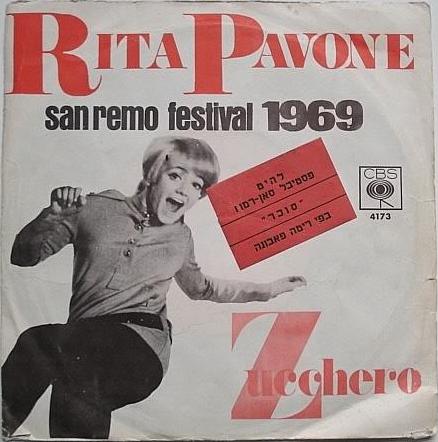 RITA PAVONE
san remo festival 1969
להיט
פסטיבל סאן-רמו
"סוכר"
בפי ריטה פאבונה
CBS
4173
Zucchero